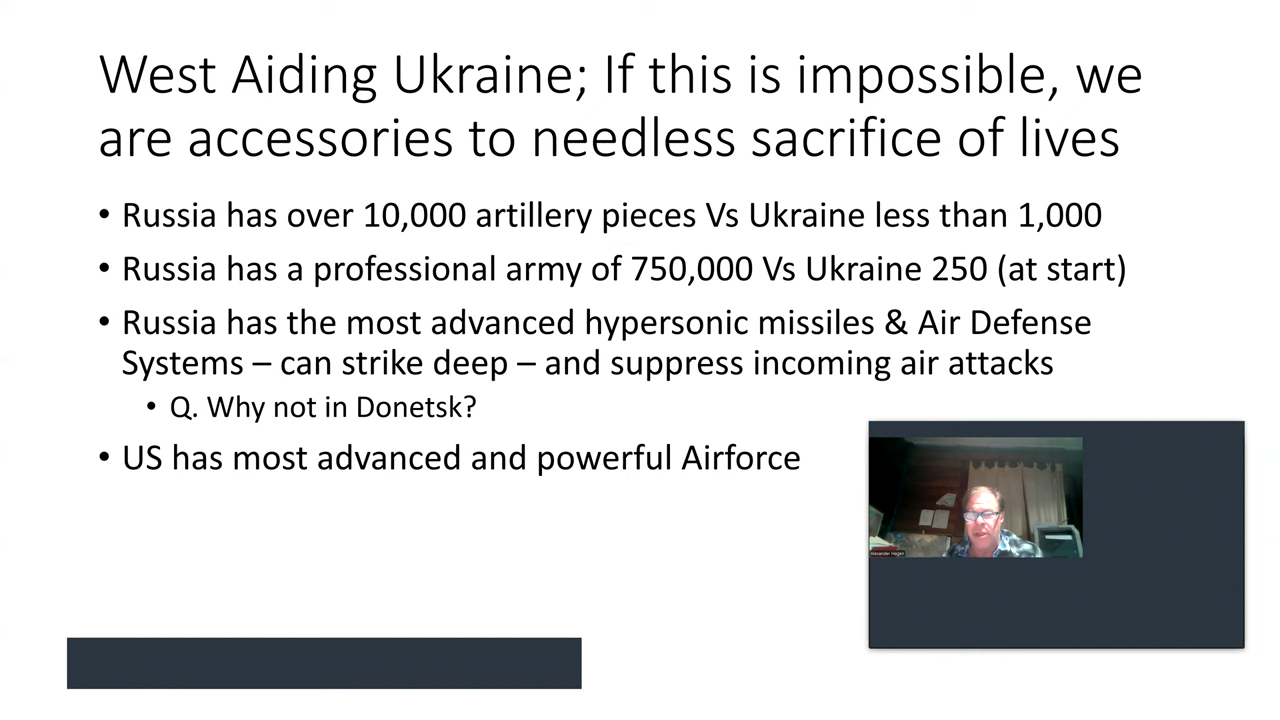 West Aiding Ukraine; If this is impossible, we
are accessories to needless sacrifice of lives
• Russia has over 10,000 artillery pieces Vs Ukraine less than 1,000
• Russia has a professional army of 750,000 Vs Ukraine 250 (at start)
• Russia has the most advanced hypersonic missiles & Air Defense
Systems – can strike deep – and suppress incoming air attacks
• Q. Why not in Donetsk?
• US has most advanced and powerful Airforce
Alexander Hagen